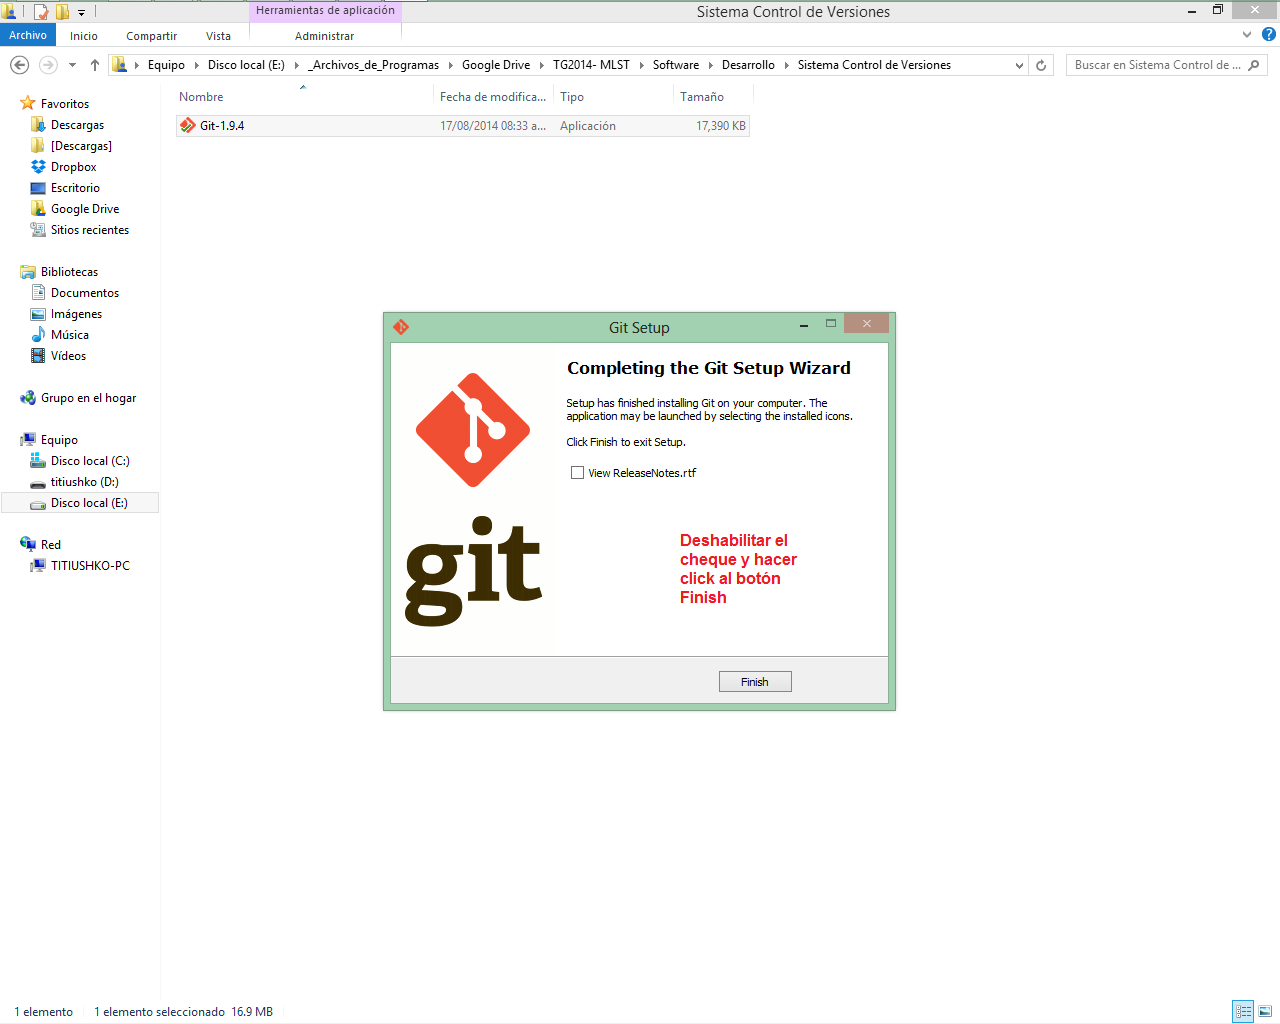 Herramientas de aplicación
Sistema Control de Versiones
Archivo
Inicio
Compartir
Vista
Administrar
Equipo
Disco local (E:)
_Archivos_de_Programas
Google Drive
TG2014- MLST
Software
Desarrollo
Sistema Control de Versiones
Buscar en Sistema Control de ...
Nombre
Fecha de modifica...
Tipo
Tamaño
Git-1.9.4
17/08/2014 08:33 a...
Aplicación
17,390 KB
Favoritos
Descargas
[Descargas]
Dropbox
Escritorio
Google Drive
Sitios recientes
Bibliotecas
Documentos
Imágenes
Música
Vídeos
Grupo en el hogar
Equipo
Disco local (C:)
titiushko (D:)
Disco local (E:)
Red
TITIUSHKO-PC
Git Setup
Completing the Git Setup Wizard
Setup has finished installing Git on your computer. The
application may be launched by selecting the installed icons.
Click Finish to exit Setup.
View ReleaseNotes.rtf
git
Deshabilitar el
cheque y hacer
click al botón
Finish
Finish
1 elemento
1 elemento seleccionado 16.9 MB